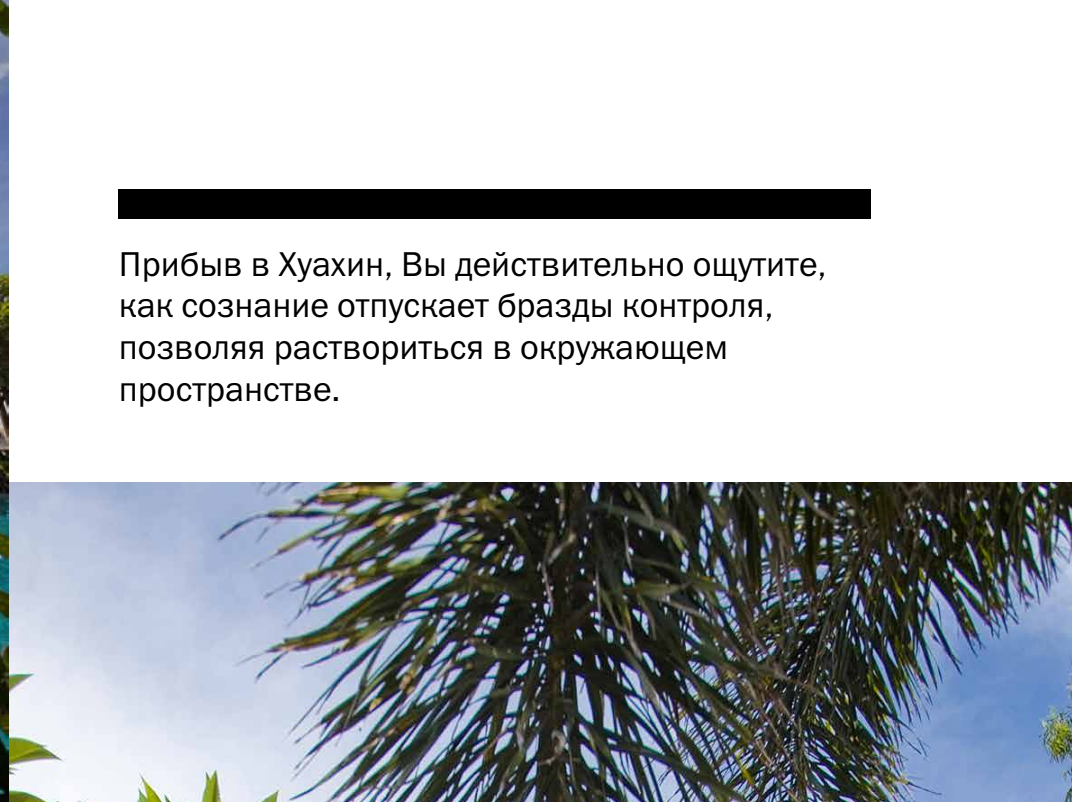 Прибыв в Хуахин, Вы действительно ощутите,
как сознание отпускает бразды контроля,
позволяя раствориться в окружающем
пространстве.